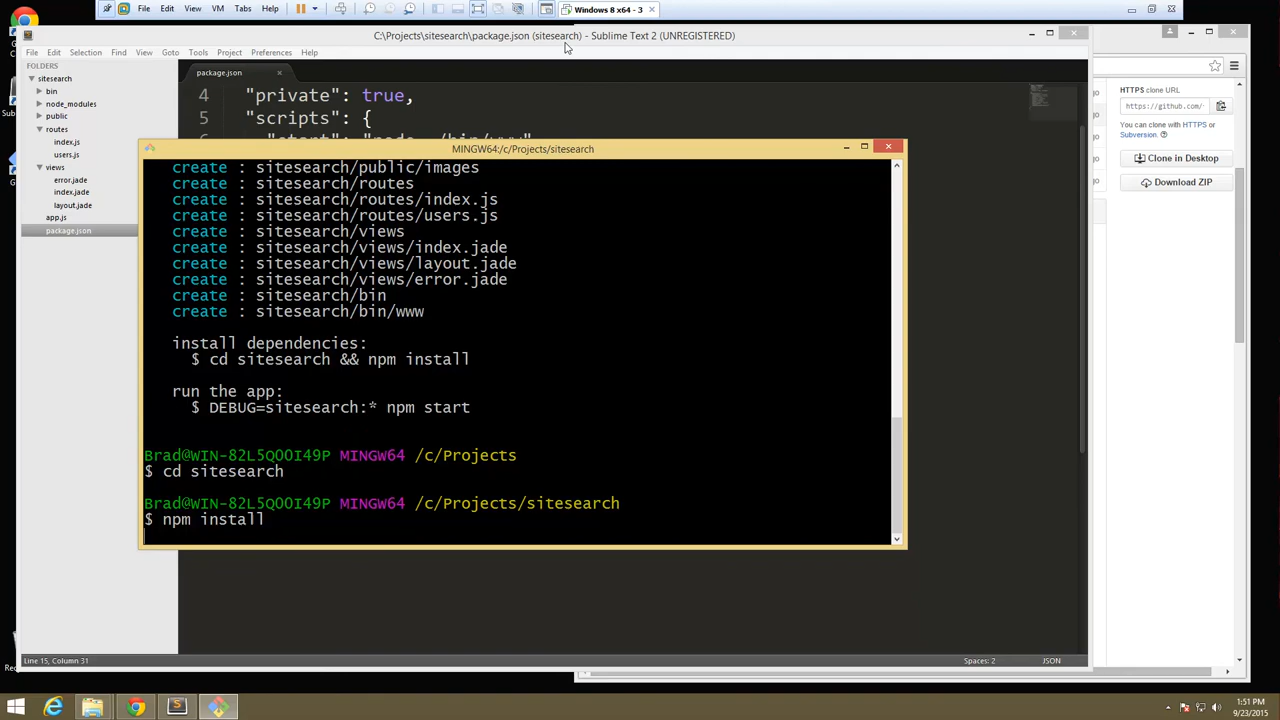 File Edit View VM Tabs Help
Windows 8 x64 - 3
C:\Projects\sitesearch\package.json (sitesearch) - Sublime Text 2 (UNREGISTERED)
File Edit Selection Find View Goto Tools Project Preferences Help
FOLDERS
sitesearch
bin
node_modules
public
routes
index.js
users.js
views
error.jade
index.jade
layout.jade
app.js
package.json
package.json
4 "private": true,
5 "scripts": {
MINGW64:/c/Projects/sitesearch
create : sitesearch/public/images
create : sitesearch/routes
create : sitesearch/routes/index.js
create : sitesearch/routes/users.js
create : sitesearch/views
create : sitesearch/views/index.jade
create : sitesearch/views/layout.jade
create : sitesearch/views/error.jade
create : sitesearch/bin
create : sitesearch/bin/www
install dependencies:
$ cd sitesearch && npm install
run the app:
$ DEBUG=sitesearch:* npm start
Brad@WIN-82L5QOOI49P MINGW64 /c/Projects
$ cd sitesearch
Brad@WIN-82L5QOOI49P MINGW64 /c/Projects/sitesearch
$ npm install
HTTPS clone URL
https://github.com/
You can clone with HTTPS or
Subversion.
Clone in Desktop
Download ZIP
Line 15, Column 31
Spaces: 2
JSON
1:51 PM
9/23/2015